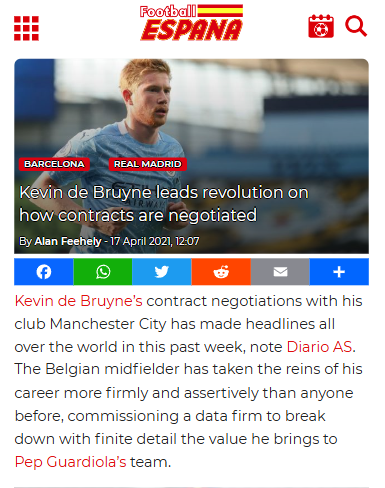 Football
ESPANA
BARCELONA REAL MADRID
Kevin de Bruyne leads revolution on
how contracts are negotiated
By Alan Feehely - 17 April 2021, 12:07
Kevin de Bruyne's contract negotiations with his
club Manchester City has made headlines all
over the world in this past week, note Diario AS.
The Belgian midfielder has taken the reins of his
career more firmly and assertively than anyone
before, commissioning a data firm to break
down with finite detail the value he brings to
Pep Guardiola's team.